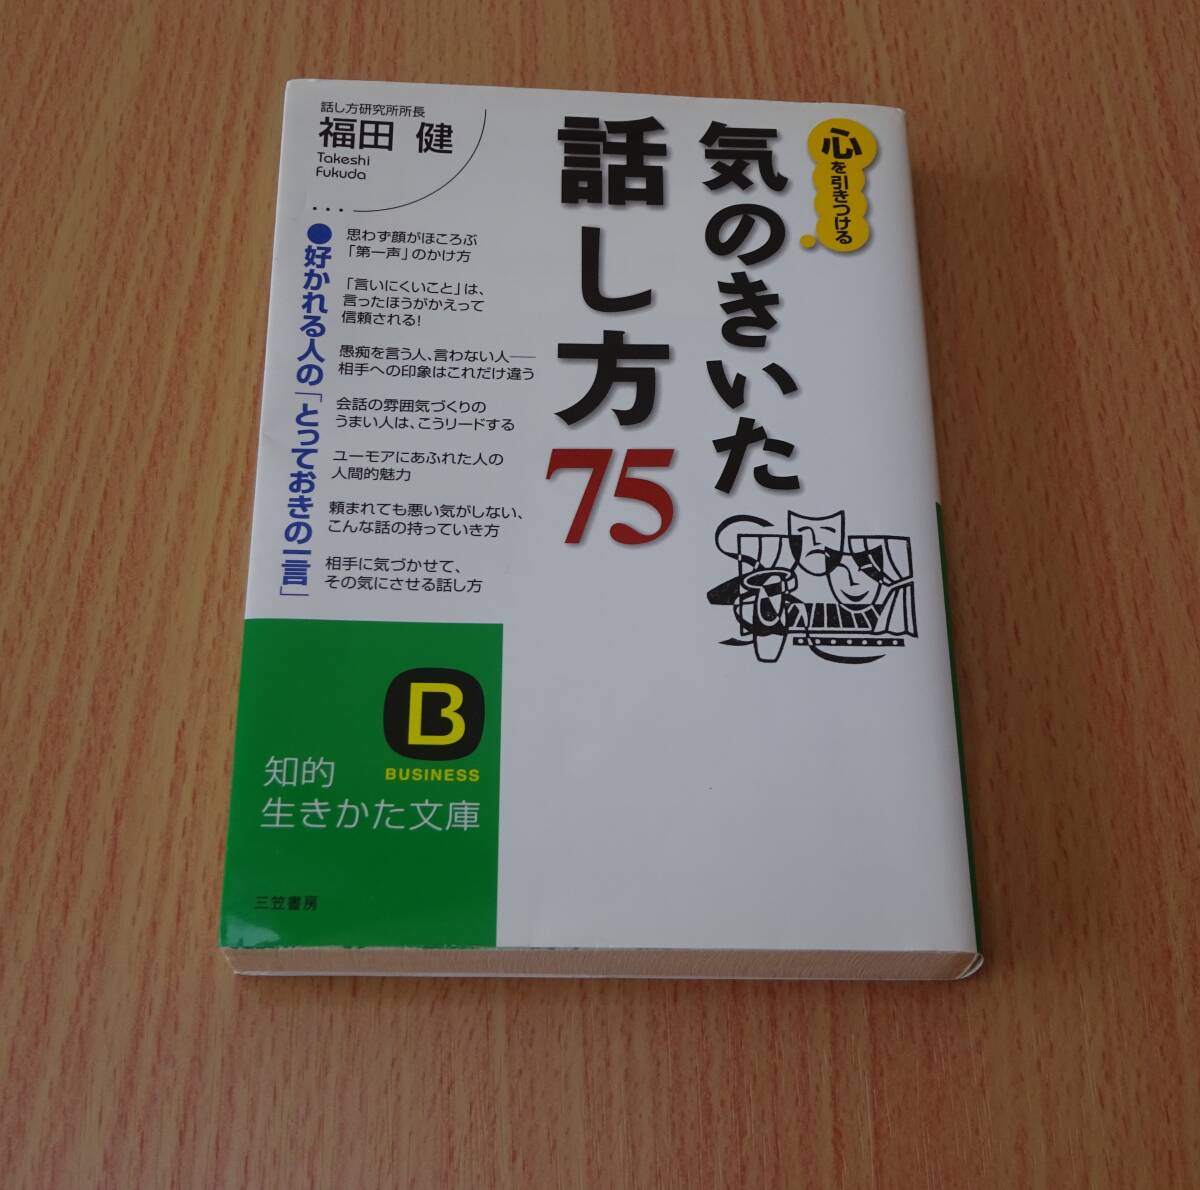 心を引きつける
気のきいた
話し方75
話し方研究所所長
福田 健
Takeshi
Fukuda
●好かれる人の「とっておきの一言」
思わず顔がほころぶ
「第一声」のかけ方
「言いにくいこと」は、
言ったほうがかえって
信頼される!
愚痴を言う人、言わない人──
相手への印象はこれだけ違う
会話の雰囲気づくりの
うまい人は、こうリードする
ユーモアにあふれた人の
人間的魅力
頼まれても悪い気がしない、
こんな話の持っていき方
相手に気づかせて、
その気にさせる話し方
B
BUSINESS
知的
生きかた文庫
三笠書房